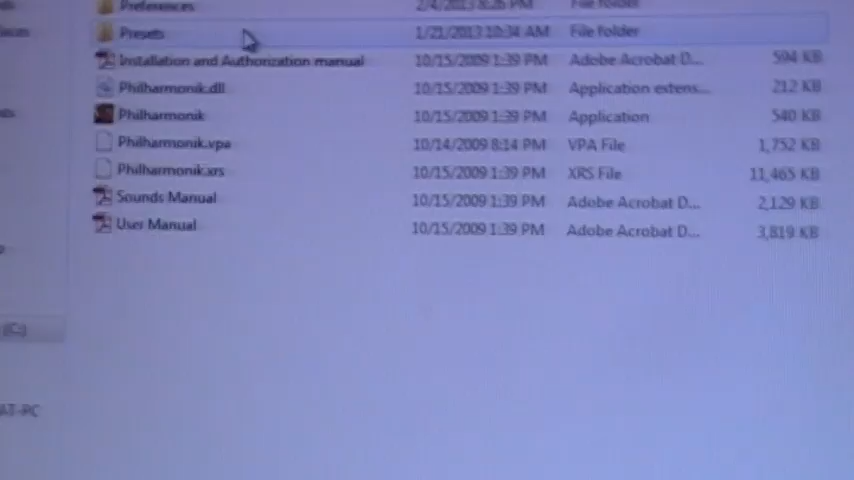 Preferences 2/4/2013 8:26 PM File folder
Presets 1/21/2013 10:34 AM File folder
Installation and Authorization manual 10/15/2009 1:39 PM Adobe Acrobat D... 594 KB
Philharmonik.dll 10/15/2009 1:39 PM Application extens... 212 KB
Philharmonik 10/15/2009 1:39 PM Application 540 KB
Philharmonik.vpa 10/14/2009 8:14 PM VPA File 1,752 KB
Philharmonik.xrs 10/15/2009 1:39 PM XRS File 11,465 KB
Sounds Manual 10/15/2009 1:39 PM Adobe Acrobat D... 2,129 KB
User Manual 10/15/2009 1:39 PM Adobe Acrobat D... 3,819 KB
(C:)
AT-PC